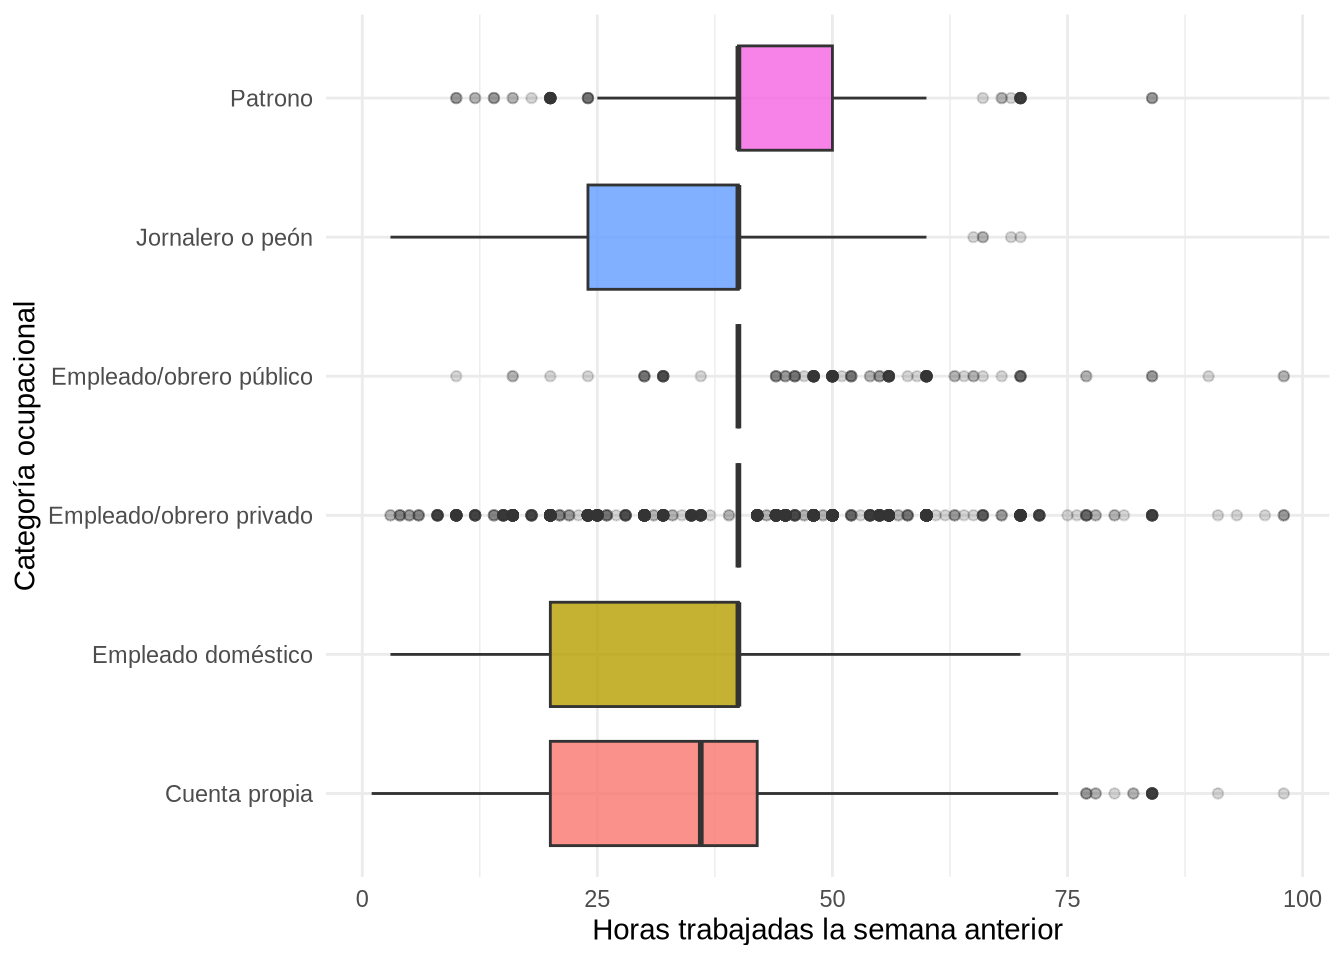 Categoría ocupacional
Patrono
Jornalero o peón
Empleado/obrero público
Empleado/obrero privado
Empleado doméstico
Cuenta propia
0 25 50 75 100
Horas trabajadas la semana anterior